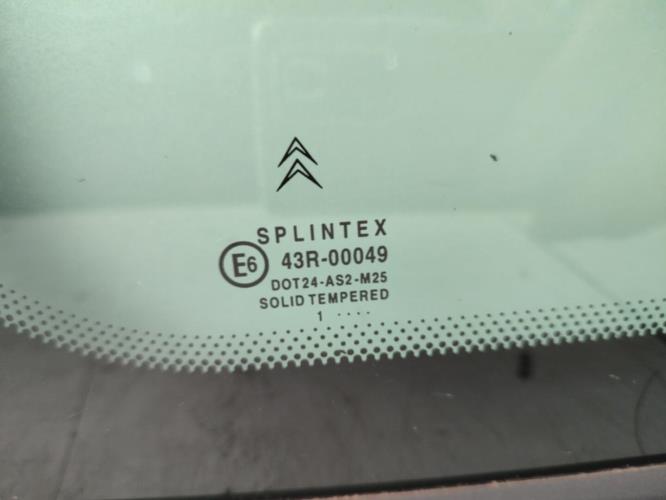 SPLINTEX
E6 43R-00049
DOT24-AS2-M25
SOLID TEMPERED
1 ....